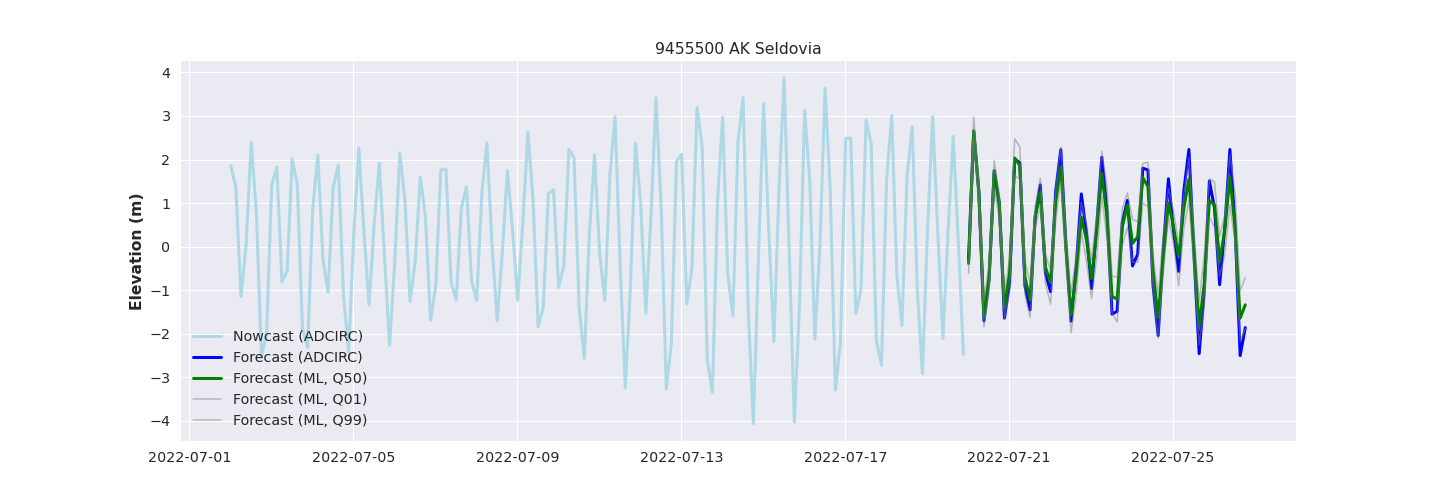 9455500 AK Seldovia
4
3
2
1
0
−1
−2
−3
−4
Elevation (m)
Nowcast (ADCIRC)
Forecast (ADCIRC)
Forecast (ML, Q50)
Forecast (ML, Q01)
Forecast (ML, Q99)
2022-07-01
2022-07-05
2022-07-09
2022-07-13
2022-07-17
2022-07-21
2022-07-25